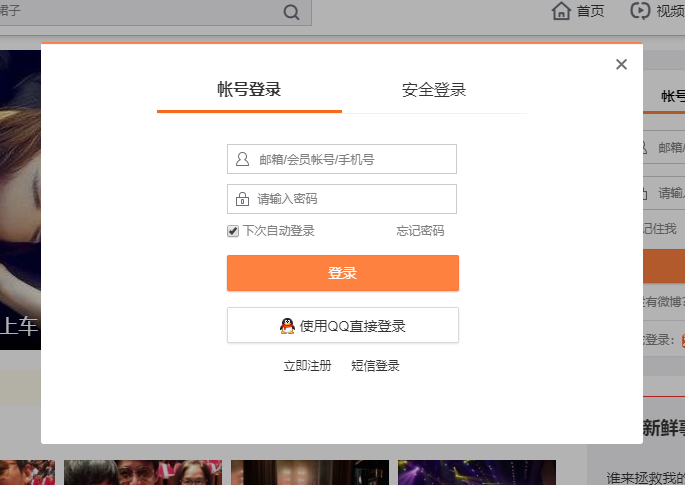 裙子
首页
视频
帐号登录
安全登录
帐号
邮箱/会员帐号/手机号
邮箱/
请输入密码
请输
下次自动登录
忘记密码
记住我
登录
上车
使用QQ直接登录
没有微博?
登录:
立即注册
短信登录
新鲜事
谁来拯救我的